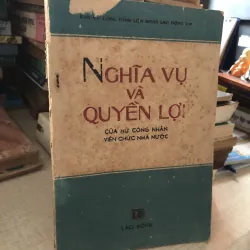 NGHĨA VỤ
VÀ
QUYỀN LỢI
CỦA NỮ CÔNG NHÂN
VIÊN CHỨC NHÀ NƯỚC
LAO ĐỘNG